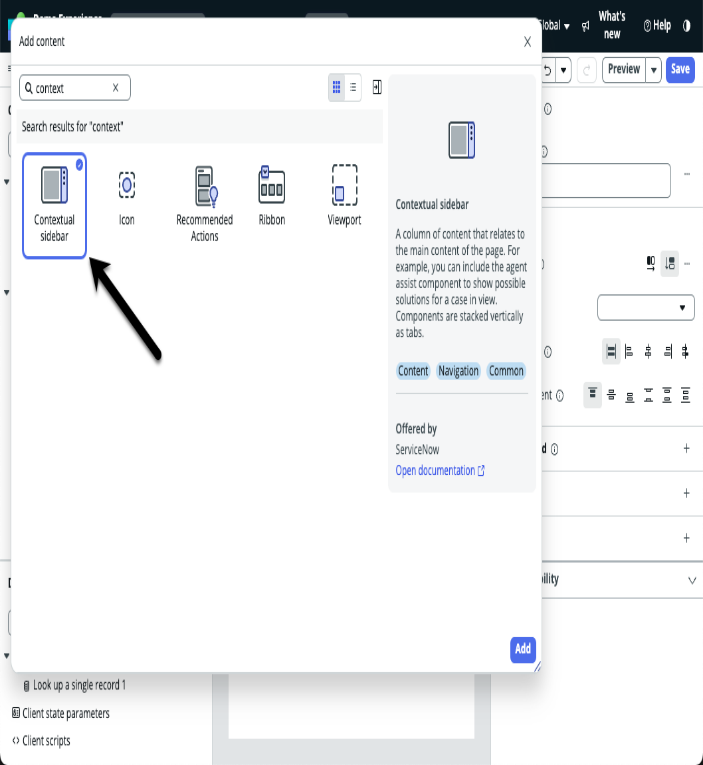 Demo Experience
Global
What's
new
Help
Add content
X
Preview
Save
context
X
Search results for "context"
Contextual
sidebar
Icon
Recommended
Actions
Ribbon
Viewport
Contextual sidebar
A column of content that relates to
the main content of the page. For
example, you can include the agent
assist component to show possible
solutions for a case in view.
Components are stacked vertically
as tabs.
Content
Navigation
Common
Offered by
ServiceNow
Open documentation
Add
Look up a single record 1
Client state parameters
Client scripts